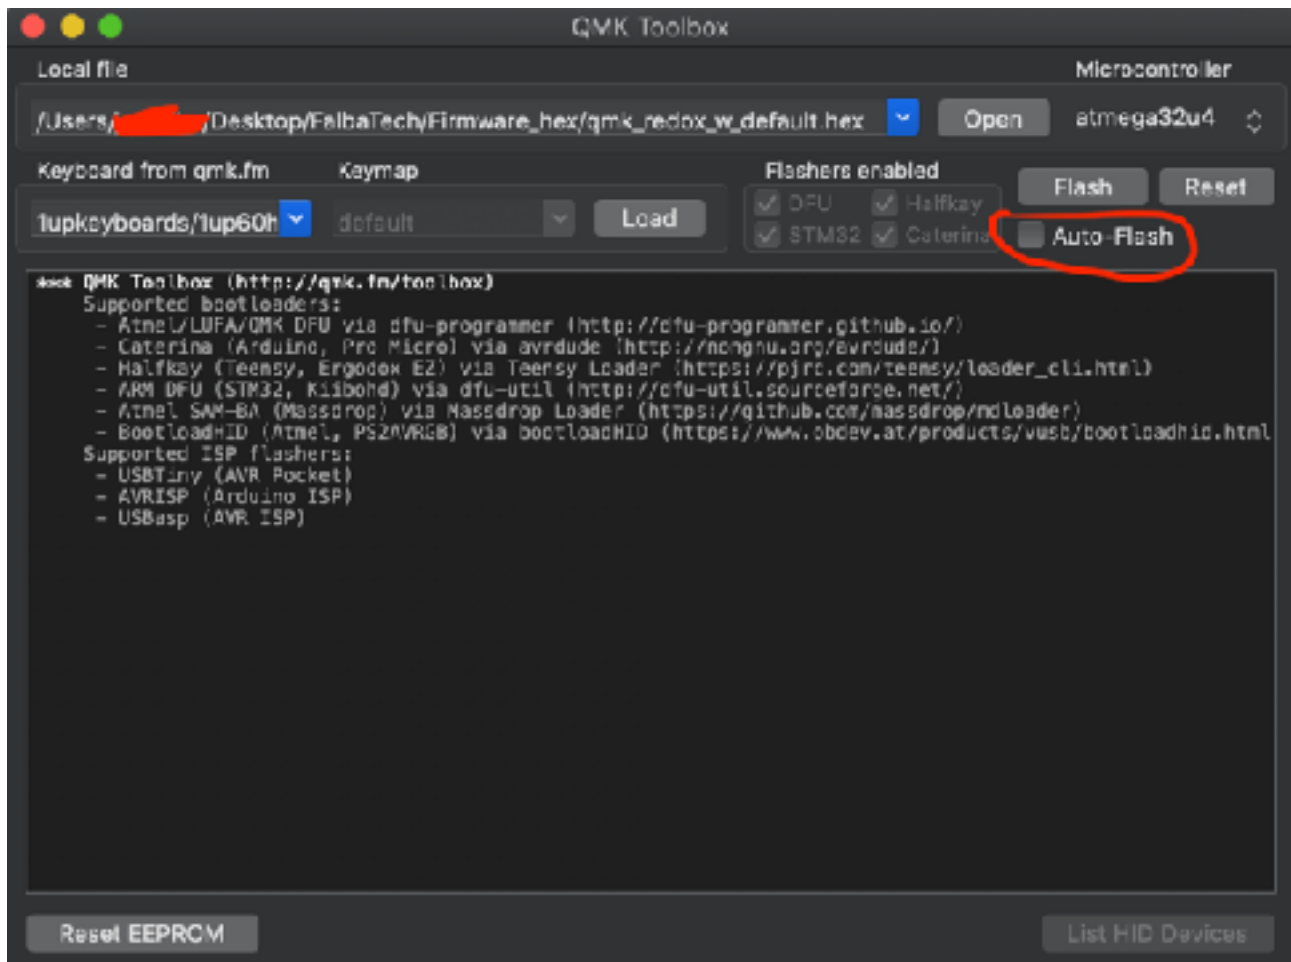 QMK Toolbox
Local file
Microcontroller
/Users/ /Desktop/FalbaTech/Firmware_hex/qmk_redox_w_default.hex
Open
atmega32u4
Keyboard from qmk.fm
Keymap
Flashers enabled
Flash
Reset
1upkeyboards/1up60h
default
Load
DFU
Halfkay
STM32
Caterina
Auto-Flash
*** QMK Toolbox (http://qmk.fm/toolbox)
Supported bootloaders:
- Atmel/LUFA/QMK DFU via dfu-programmer (http://dfu-programmer.github.io/)
- Caterina (Arduino, Pro Micro) via avrdude (http://nongnu.org/avrdude/)
- Halfkay (Teensy, Ergodox EZ) via Teensy Loader (https://pjrc.com/teensy/loader_cli.html)
- ARM DFU (STM32, Kiibohd) via dfu-util (http://dfu-util.sourceforge.net/)
- Atmel SAM-BA (Massdrop) via Massdrop Loader (https://github.com/massdrop/mdloader)
- BootloadHID (Atmel, PS2AVRGB) via bootloadHID (https://www.obdev.at/products/vusb/bootloadhid.html
Supported ISP flashers:
- USBTiny (AVR Pocket)
- AVRISP (Arduino ISP)
- USBasp (AVR ISP)
Reset EEPROM
List HID Devices